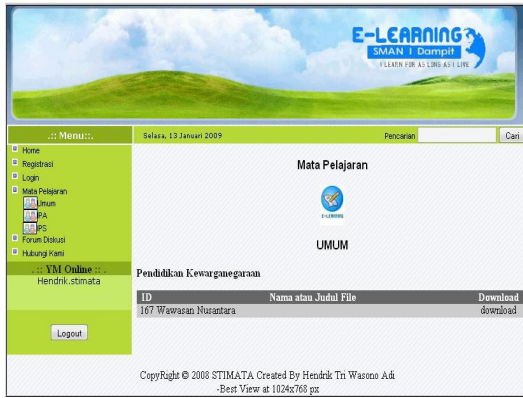 E-LEARNING
SMAN 1 Dampit
I LEARN FOR AS LONG AS I LIVE
.:: Menu::.
Selasa, 13 Januari 2009
Pencarian
Cari
Home
Registrasi
Login
Mata Pelajaran
Umum
IPA
IPS
Forum Diskusi
Hubungi Kami
.:: YM Online :: .
Hendrik.stimata
Logout
Mata Pelajaran
E-LEARNING
UMUM
Pendidikan Kewarganegaraan
ID Nama atau Judul File Download
167 Wawasan Nusantara download
CopyRight © 2008 STIMATA Created By Hendrik Tri Wasono Adi
-Best View at 1024x768 px